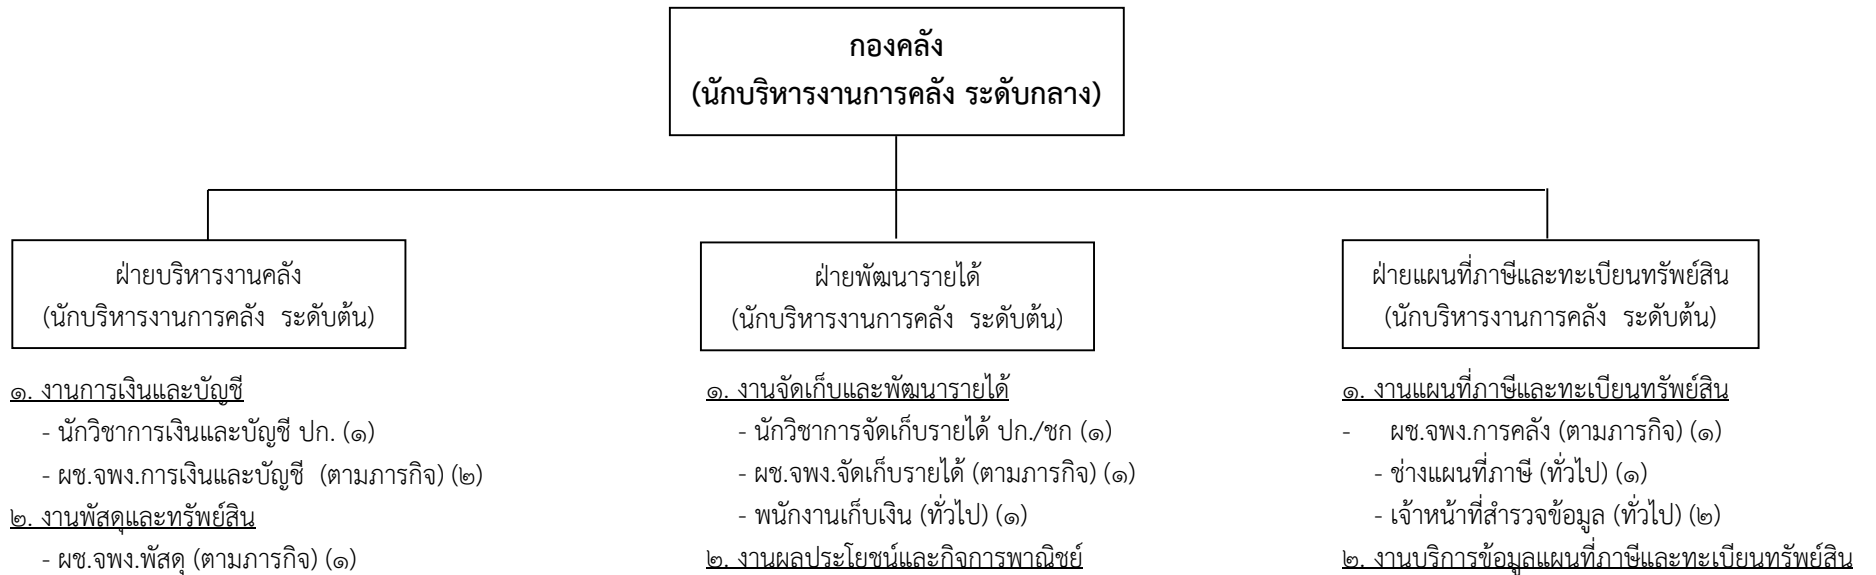 กองคลัง
(นักบริหารงานการคลัง ระดับกลาง)
ฝ่ายบริหารงานคลัง
(นักบริหารงานการคลัง ระดับต้น)
ฝ่ายพัฒนารายได้
(นักบริหารงานการคลัง ระดับต้น)
ฝ่ายแผนที่ภาษีและทะเบียนทรัพย์สิน
(นักบริหารงานการคลัง ระดับต้น)
๑. งานการเงินและบัญชี
- นักวิชาการเงินและบัญชี ปก. (๑)
- ผช.จพง.การเงินและบัญชี (ตามภารกิจ) (๒)
๒. งานพัสดุและทรัพย์สิน
- ผช.จพง.พัสดุ (ตามภารกิจ) (๑)
๑. งานจัดเก็บและพัฒนารายได้
- นักวิชาการจัดเก็บรายได้ ปก./ชก (๑)
- ผช.จพง.จัดเก็บรายได้ (ตามภารกิจ) (๑)
- พนักงานเก็บเงิน (ทั่วไป) (๑)
๒. งานผลประโยชน์และกิจการพาณิชย์
๑. งานแผนที่ภาษีและทะเบียนทรัพย์สิน
- ผช.จพง.การคลัง (ตามภารกิจ) (๑)
- ช่างแผนที่ภาษี (ทั่วไป) (๑)
- เจ้าหน้าที่สำรวจข้อมูล (ทั่วไป) (๒)
๒. งานบริการข้อมูลแผนที่ภาษีและทะเบียนทรัพย์สิน